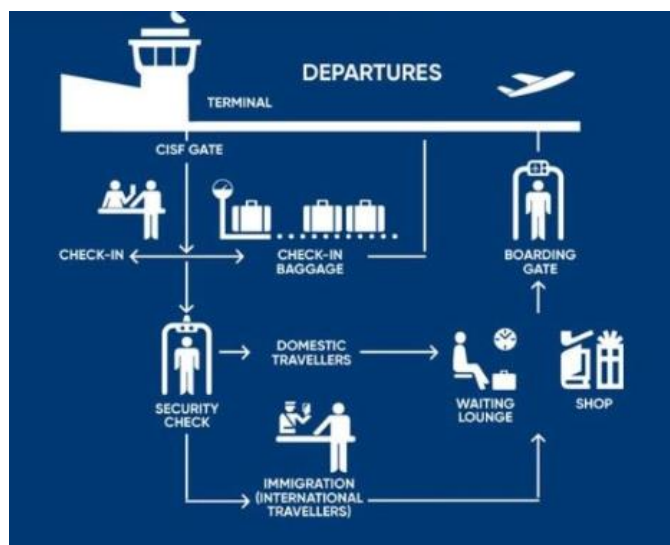 DEPARTURES
TERMINAL
CISF GATE
CHECK-IN
CHECK-IN
BAGGAGE
BOARDING
GATE
DOMESTIC
TRAVELLERS
SECURITY
CHECK
WAITING
LOUNGE
SHOP
IMMIGRATION
(INTERNATIONAL
TRAVELLERS)